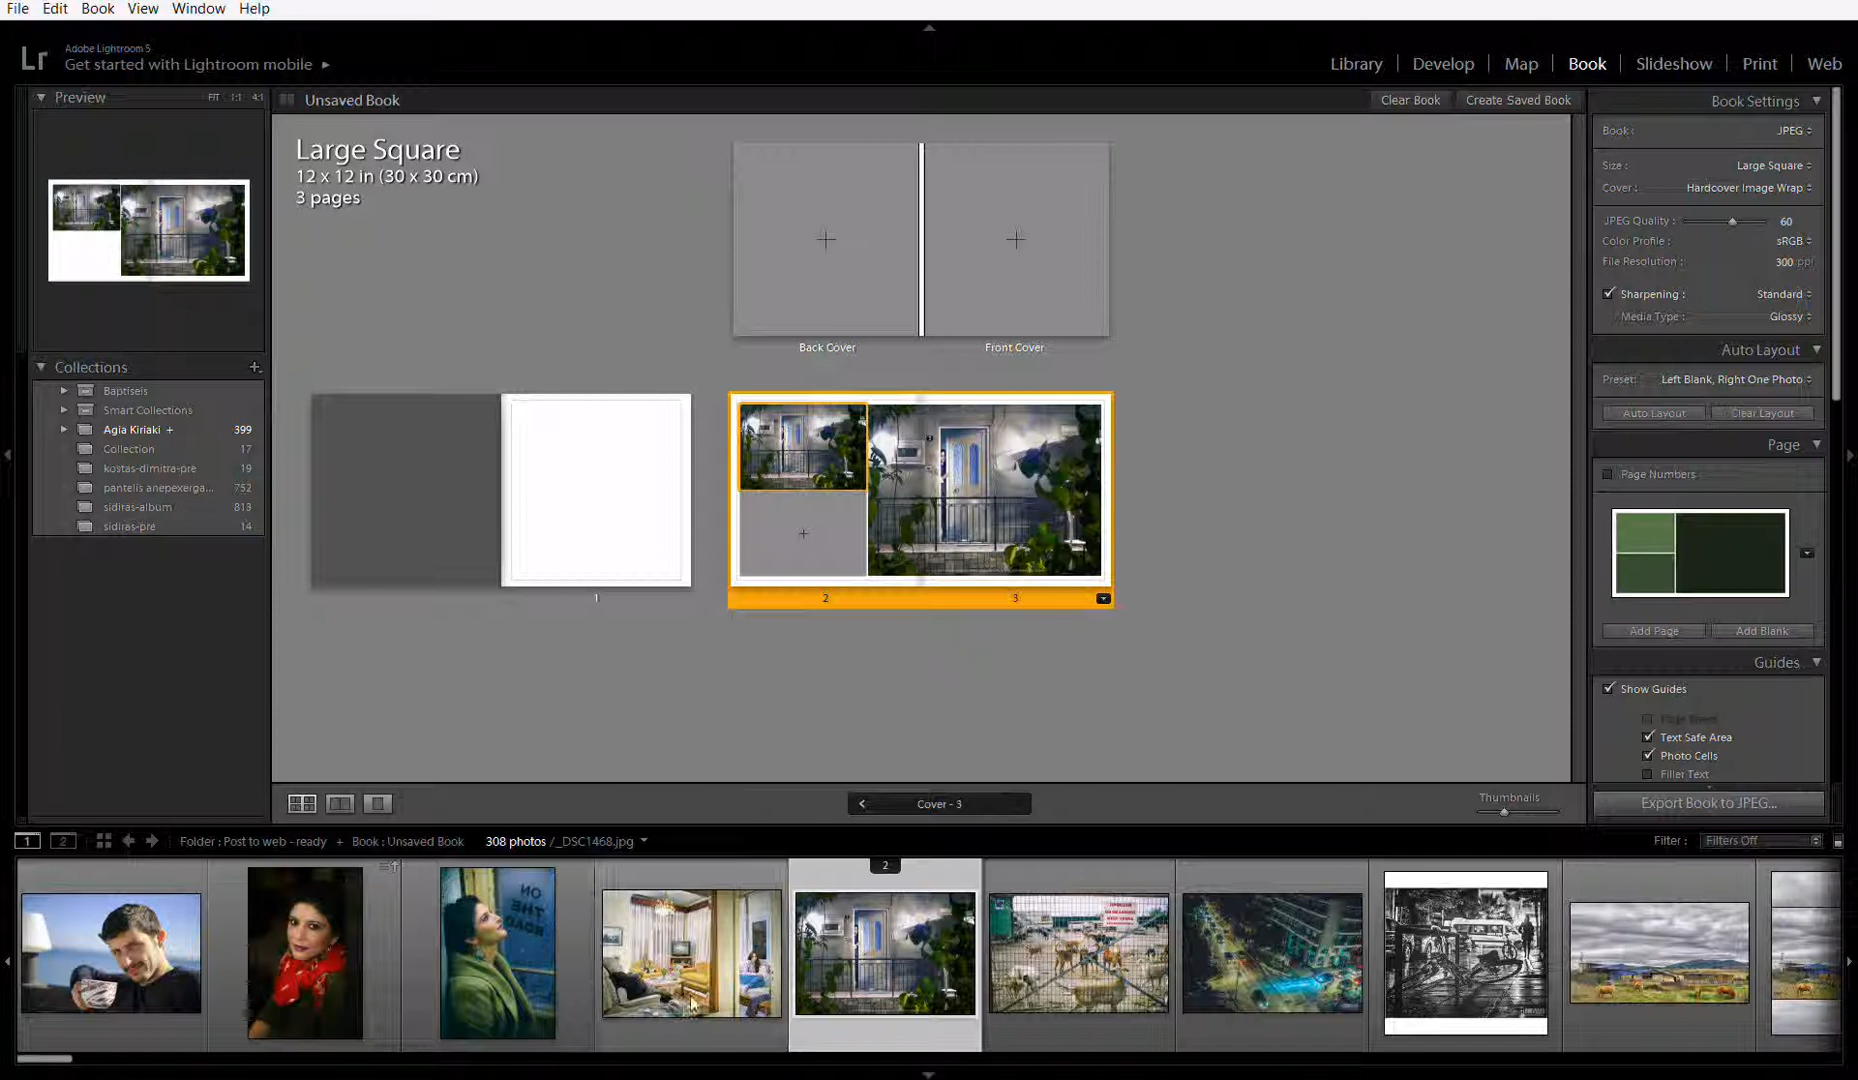 File Edit Book View Window Help
Lr
Adobe Lightroom 5
Get started with Lightroom mobile
Library | Develop | Map | Book | Slideshow | Print | Web
Preview FIT 1:1 4:1
Unsaved Book
Clear Book Create Saved Book
Book Settings
Large Square
12 x 12 in (30 x 30 cm)
3 pages
Book: JPEG
Size: Large Square
Cover: Hardcover Image Wrap
JPEG Quality: 60
Color Profile: sRGB
File Resolution: 300 ppi
Sharpening: Standard
Media Type: Glossy
Back Cover Front Cover
Auto Layout
Preset: Left Blank, Right One Photo
Auto Layout Clear Layout
Collections
Baptiseis
Smart Collections
Agia Kiriaki + 399
Collection 17
kostas-dimitra-pre 19
pantelis anepexerga... 752
sidiras-album 813
sidiras-pre 14
Page
Page Numbers
1
2
3
Add Page Add Blank
Guides
Show Guides
Text Safe Area
Photo Cells
Filler Text
Cover - 3
Thumbnails
Export Book to JPEG...
1 2 Folder : Post to web - ready + Book : Unsaved Book 308 photos / _DSC1468.jpg
Filter : Filters Off
2
ON
THE
ROAD